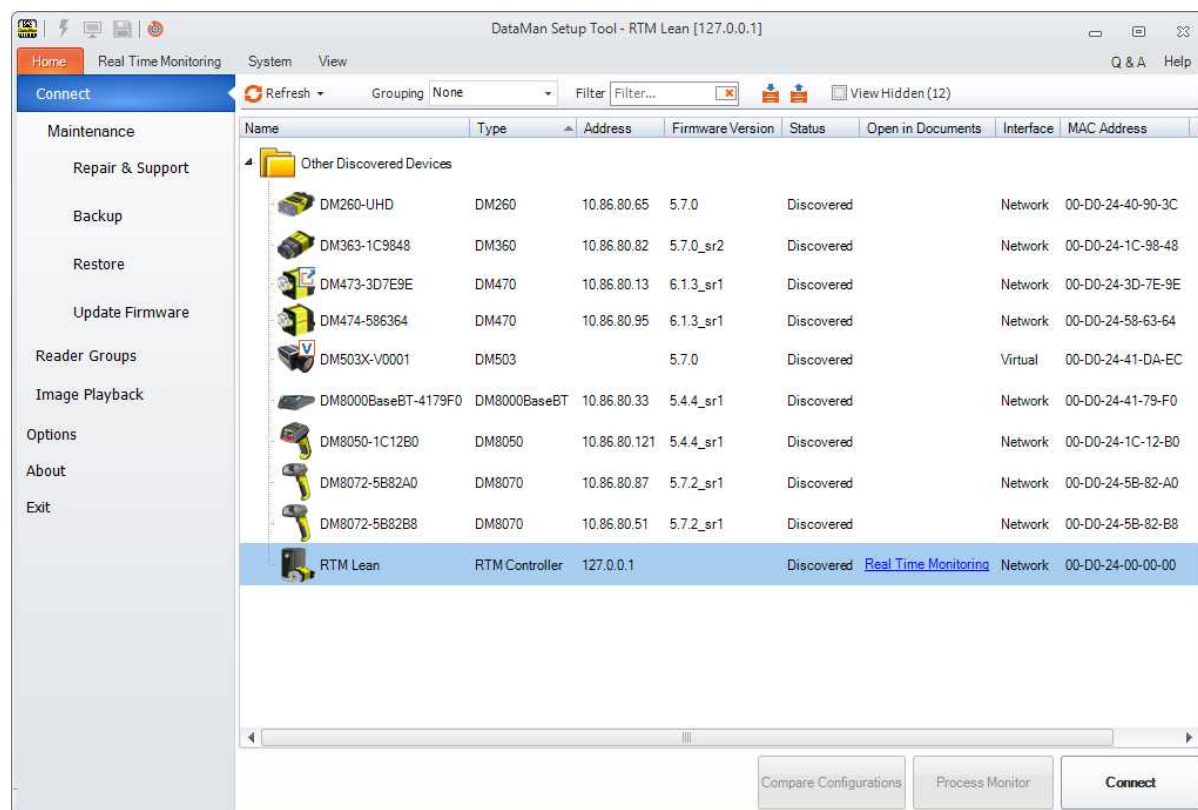 DataMan Setup Tool - RTM Lean [127.0.0.1]
Home Real Time Monitoring System View Q & A Help
Connect
Maintenance
Repair & Support
Backup
Restore
Update Firmware
Reader Groups
Image Playback
Options
About
Exit
Refresh Grouping None Filter Filter... View Hidden (12)
Name Type Address Firmware Version Status Open in Documents Interface MAC Address
Other Discovered Devices
DM260-UHD DM260 10.86.80.65 5.7.0 Discovered Network 00-D0-24-40-90-3C
DM363-1C9848 DM360 10.86.80.82 5.7.0_sr2 Discovered Network 00-D0-24-1C-98-48
DM473-3D7E9E DM470 10.86.80.13 6.1.3_sr1 Discovered Network 00-D0-24-3D-7E-9E
DM474-586364 DM470 10.86.80.95 6.1.3_sr1 Discovered Network 00-D0-24-58-63-64
V DM503X-V0001 DM503 5.7.0 Discovered Virtual 00-D0-24-41-DA-EC
DM8000BaseBT-4179F0 DM8000BaseBT 10.86.80.33 5.4.4_sr1 Discovered Network 00-D0-24-41-79-F0
DM8050-1C12B0 DM8050 10.86.80.121 5.4.4_sr1 Discovered Network 00-D0-24-1C-12-B0
DM8072-5B82A0 DM8070 10.86.80.87 5.7.2_sr1 Discovered Network 00-D0-24-5B-82-A0
DM8072-5B82B8 DM8070 10.86.80.51 5.7.2_sr1 Discovered Network 00-D0-24-5B-82-B8
RTM Lean RTM Controller 127.0.0.1 Discovered Real Time Monitoring Network 00-D0-24-00-00-00
Compare Configurations Process Monitor Connect